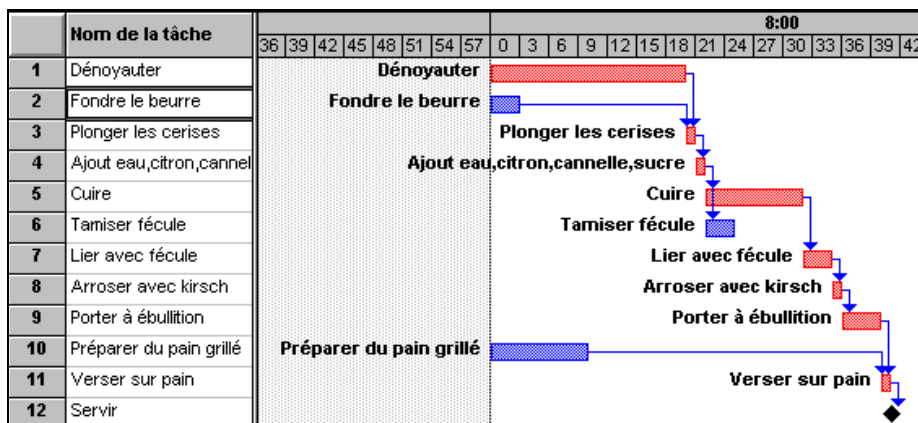 Nom de la tâche
8:00
36 39 42 45 48 51 54 57 0 3 6 9 12 15 18 21 24 27 30 33 36 39 42
1 Dénoyauter Dénoyauter
2 Fondre le beurre Fondre le beurre
3 Plonger les cerises Plonger les cerises
4 Ajout eau,citron,cannel Ajout eau,citron,cannelle,sucre
5 Cuire Cuire
6 Tamiser fécule Tamiser fécule
7 Lier avec fécule Lier avec fécule
8 Arroser avec kirsch Arroser avec kirsch
9 Porter à ébullition Porter à ébullition
10 Préparer du pain grillé Préparer du pain grillé
11 Verser sur pain Verser sur pain
12 Servir